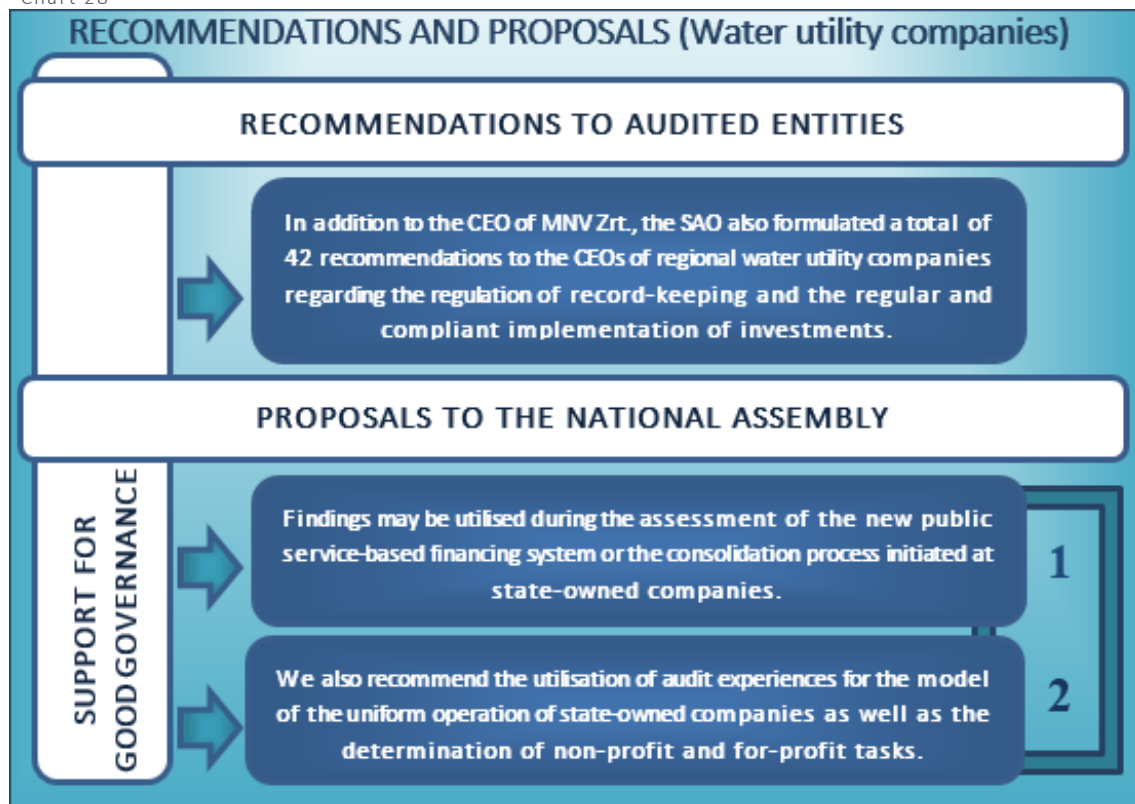 Chart 28
RECOMMENDATIONS AND PROPOSALS (Water utility companies)
RECOMMENDATIONS TO AUDITED ENTITIES
In addition to the CEO of MNV Zrt., the SAO also formulated a total of
42 recommendations to the CEOs of regional water utility companies
regarding the regulation of record-keeping and the regular and
compliant implementation of investments.
PROPOSALS TO THE NATIONAL ASSEMBLY
SUPPORT FOR
GOOD GOVERNANCE
Findings may be utilised during the assessment of the new public
service-based financing system or the consolidation process initiated at
state-owned companies.
1
We also recommend the utilisation of audit experiences for the model
of the uniform operation of state-owned companies as well as the
determination of non-profit and for-profit tasks.
2